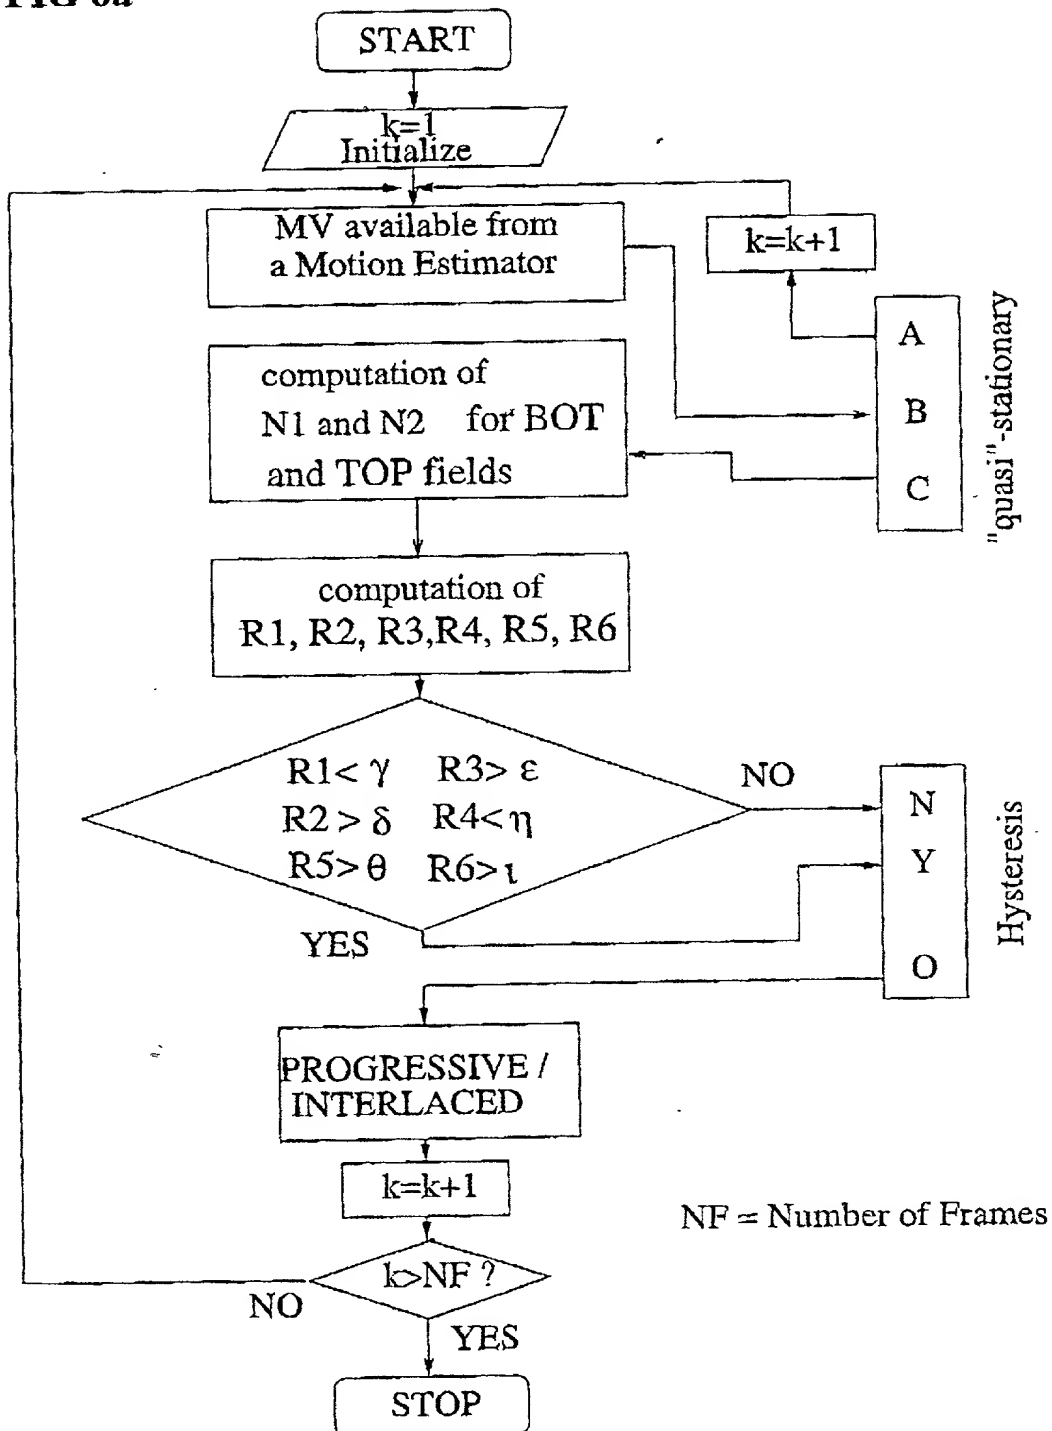 START
k=1
Initialize
MV available from
a Motion Estimator
k=k+1
A
B
C
"quasi"-stationary
computation of
N1 and N2 for BOT
and TOP fields
computation of
R1, R2, R3,R4, R5, R6
R1< γ R3> ε
R2 > δ R4<η
R5>θ R6>ι
NO
YES
N
Y
O
Hysteresis
PROGRESSIVE /
INTERLACED
k=k+1
NF = Number of Frames
k>NF ?
NO
YES
STOP